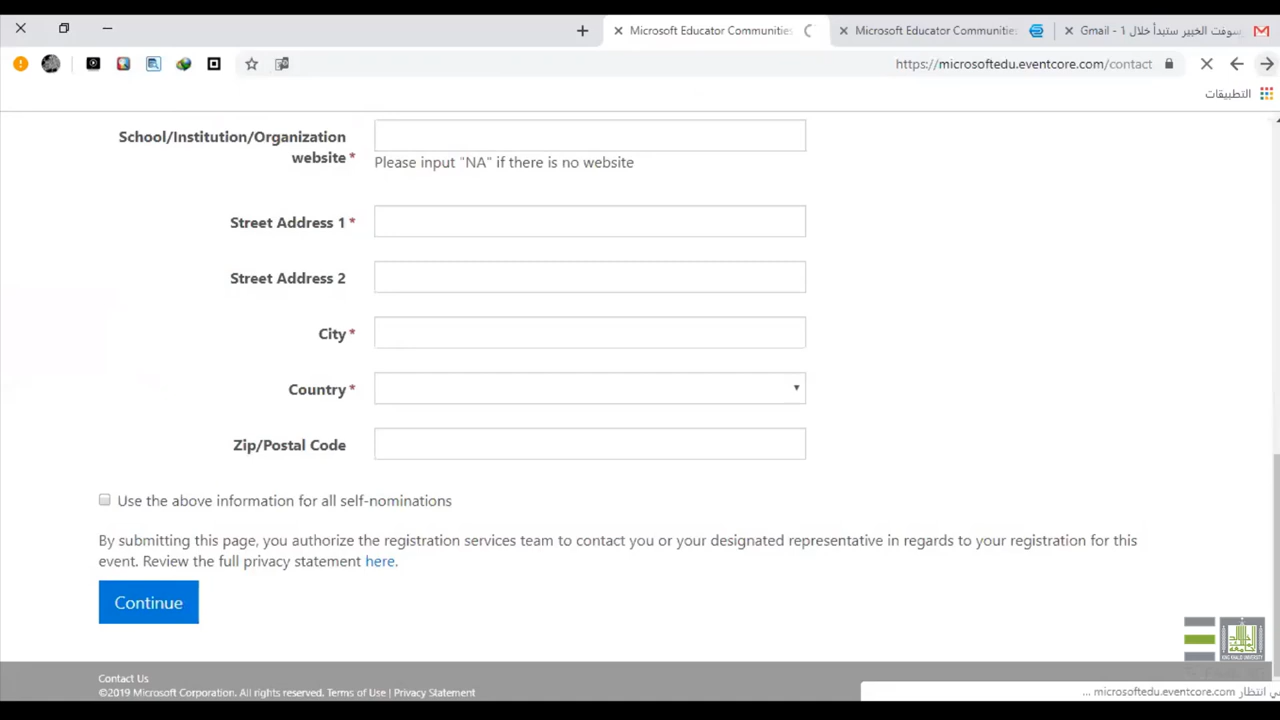 Microsoft Educator Communities
Microsoft Educator Communities
Gmail - سوفت الخبير ستبدأ خلال 1
https://microsoftedu.eventcore.com/contact
التطبيقات
School/Institution/Organization
website *
Please input "NA" if there is no website
Street Address 1 *
Street Address 2
City *
Country *
Zip/Postal Code
Use the above information for all self-nominations
By submitting this page, you authorize the registration services team to contact you or your designated representative in regards to your registration for this
event. Review the full privacy statement here.
Continue
KING KHALID UNIVERSITY
Contact Us
©2019 Microsoft Corporation. All rights reserved. Terms of Use | Privacy Statement
في انتظار microsoftedu.eventcore.com ...